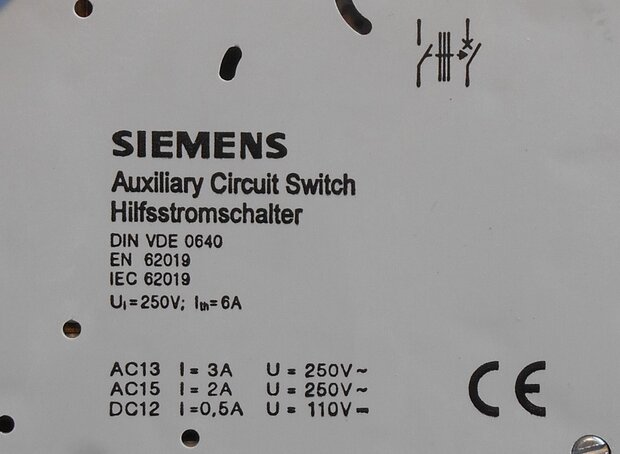 SIEMENS
Auxiliary Circuit Switch
Hilfsstromschalter
DIN VDE 0640
EN 62019
IEC 62019
Uᵢ=250V; Iₜₕ=6A
AC13 I = 3A U = 250V~
AC15 I = 2A U = 250V~
DC12 I =0,5A U = 110V⎓
CE